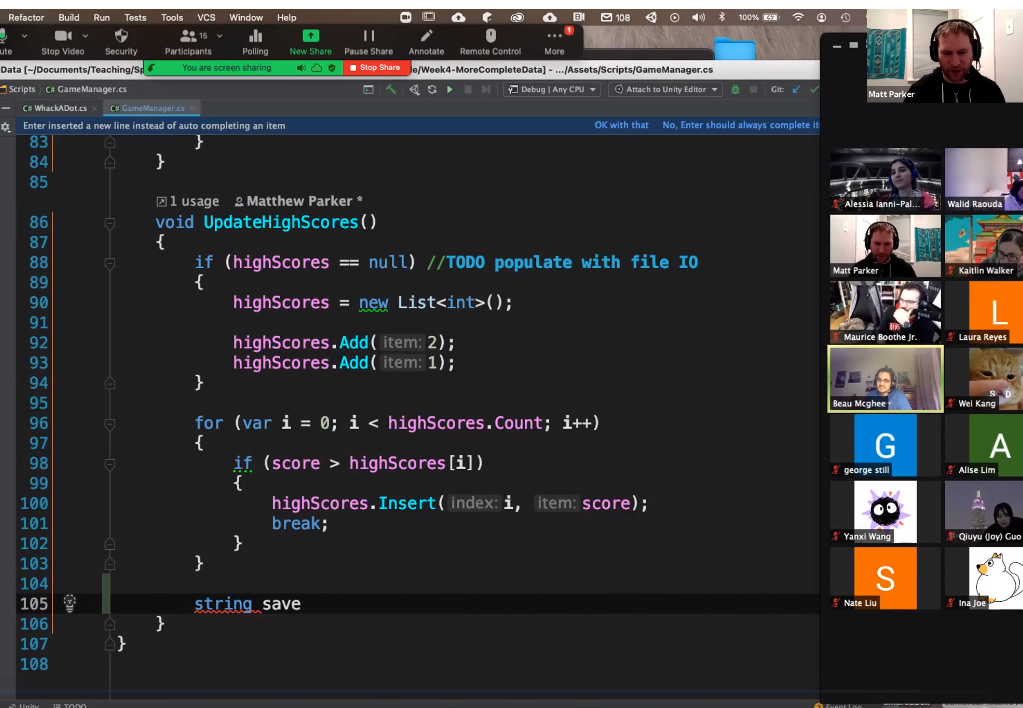 Refactor Build Run Tests Tools VCS Window Help
108
100%
ute Stop Video Security Participants 15 Polling New Share Pause Share Annotate Remote Control More 1
You are screen sharing Stop Share
Data [~/Documents/Teaching/Sp
e/Week4-MoreCompleteData] - .../Assets/Scripts/GameManager.cs
Scripts C# GameManager.cs
Debug | Any CPU Attach to Unity Editor Git:
C# WhackADot.cs C# GameManager.cs
Enter inserted a new line instead of auto completing an item OK with that No, Enter should always complete it
83 }
84 }
85
1 usage Matthew Parker *
86 void UpdateHighScores()
87 {
88 if (highScores == null) //TODO populate with file IO
89 {
90 highScores = new List<int>();
91
92 highScores.Add( item: 2);
93 highScores.Add( item: 1);
94 }
95
96 for (var i = 0; i < highScores.Count; i++)
97 {
98 if (score > highScores[i])
99 {
100 highScores.Insert( index: i, item: score);
101 break;
102 }
103 }
104
105 string save
106 }
107 }
108
Unity TODO Event Log
Matt Parker
Alessia Ianni-Pal...
Walid Raouda
Matt Parker
Kaitlin Walker
Maurice Boothe Jr.
L
Laura Reyes
Beau Mcghee
S D
Wei Kang
G
george still
A
Alise Lim
Yanxi Wang
Qiuyu (Joy) Guo
S
Nate Liu
Ina Joe